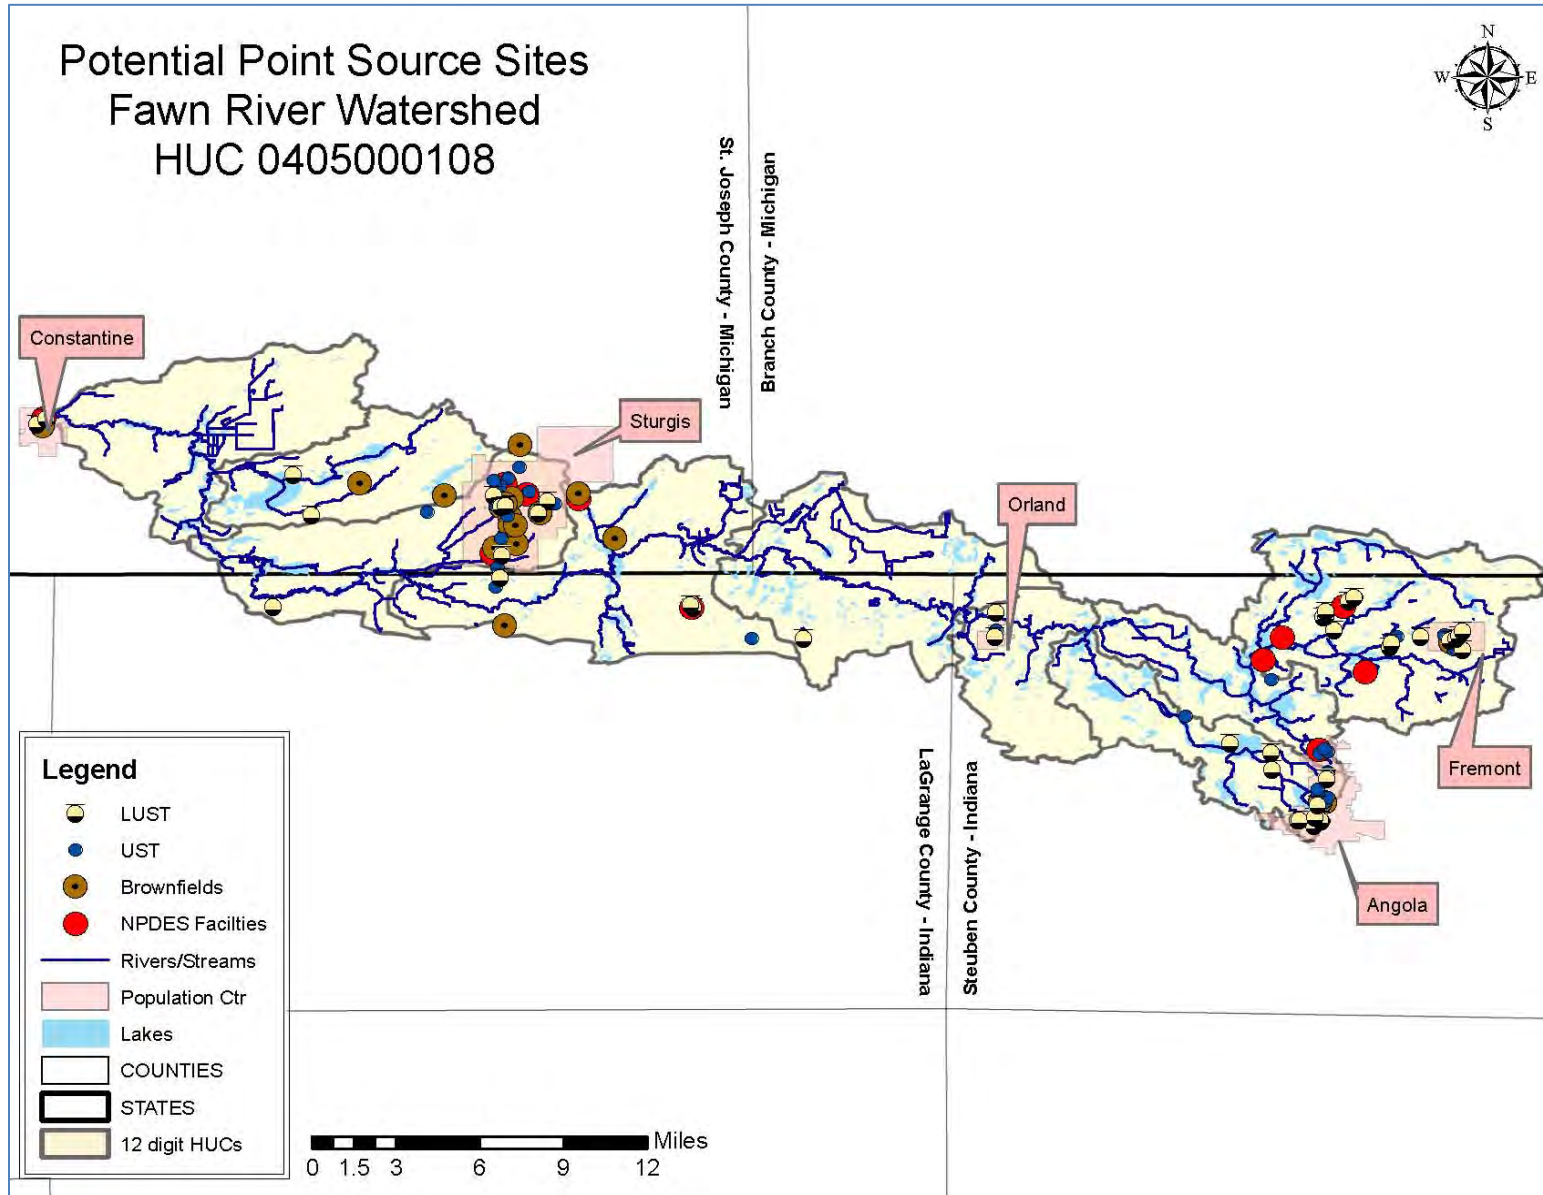 Potential Point Source Sites
Fawn River Watershed
HUC 0405000108
N
W
E
S
St. Joseph County - Michigan
Branch County - Michigan
Constantine
Sturgis
Orland
Fremont
Angola
LaGrange County - Indiana
Steuben County - Indiana
Legend
LUST
UST
Brownfields
NPDES Facilties
Rivers/Streams
Population Ctr
Lakes
COUNTIES
STATES
12 digit HUCs
Miles
0 1.5 3 6 9 12